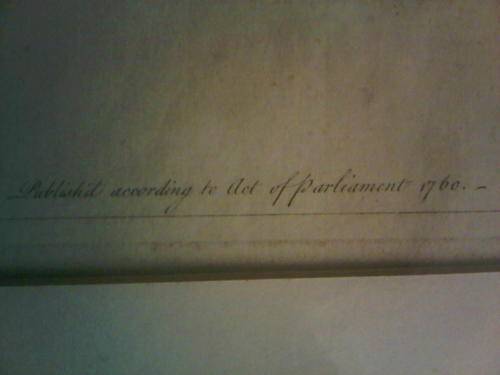 Publish'd according to Act of Parliament 1760.